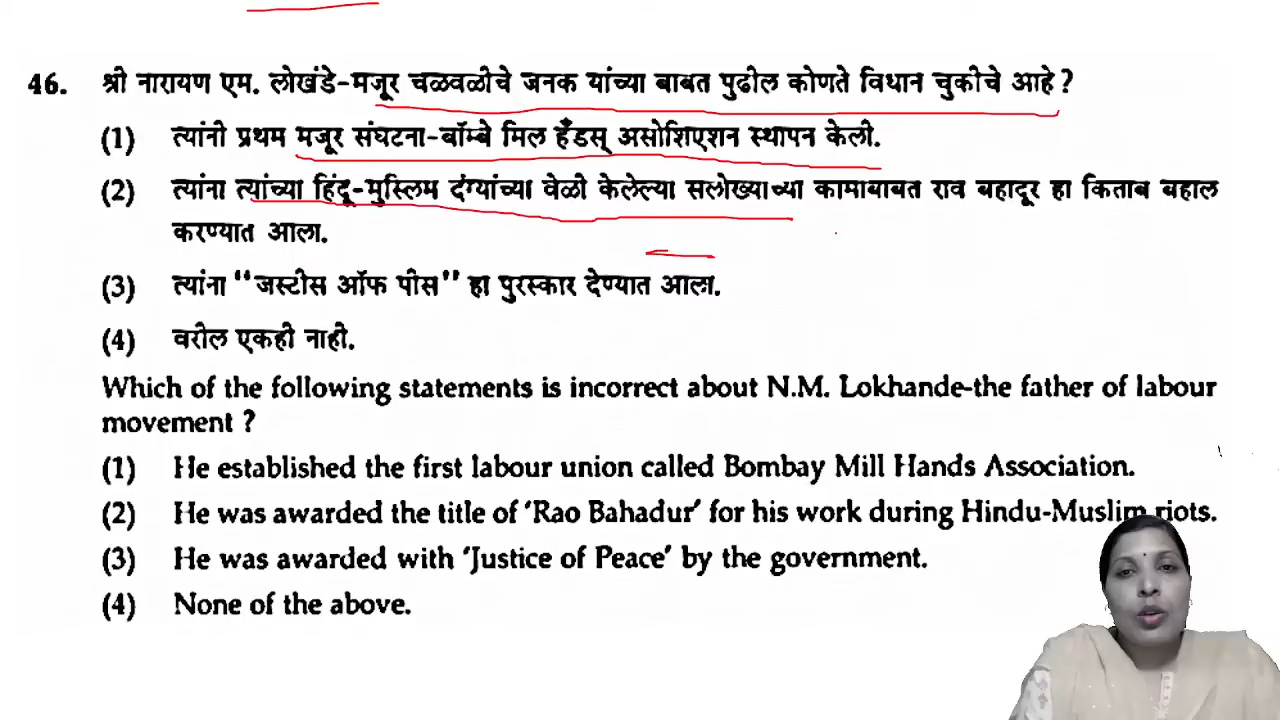 46. श्री नारायण एम. लोखंडे-मजूर चळवळीचे जनक यांच्या बाबत पुढील कोणते विधान चुकीचे आहे ?
(1) त्यांनी प्रथम मजूर संघटना-बॉम्बे मिल हँडस् असोशिएशन स्थापन केली.
(2) त्यांना त्यांच्या हिंदू-मुस्लिम दंग्यांच्या वेळी केलेल्या सलोख्याच्या कामाबाबत राव बहादूर हा किताब बहाल
करण्यात आला.
(3) त्यांना "जस्टीस ऑफ पीस" हा पुरस्कार देण्यात आला.
(4) वरील एकही नाही.
Which of the following statements is incorrect about N.M. Lokhande-the father of labour
movement ?
(1) He established the first labour union called Bombay Mill Hands Association.
(2) He was awarded the title of 'Rao Bahadur' for his work during Hindu-Muslim riots.
(3) He was awarded with 'Justice of Peace' by the government.
(4) None of the above.